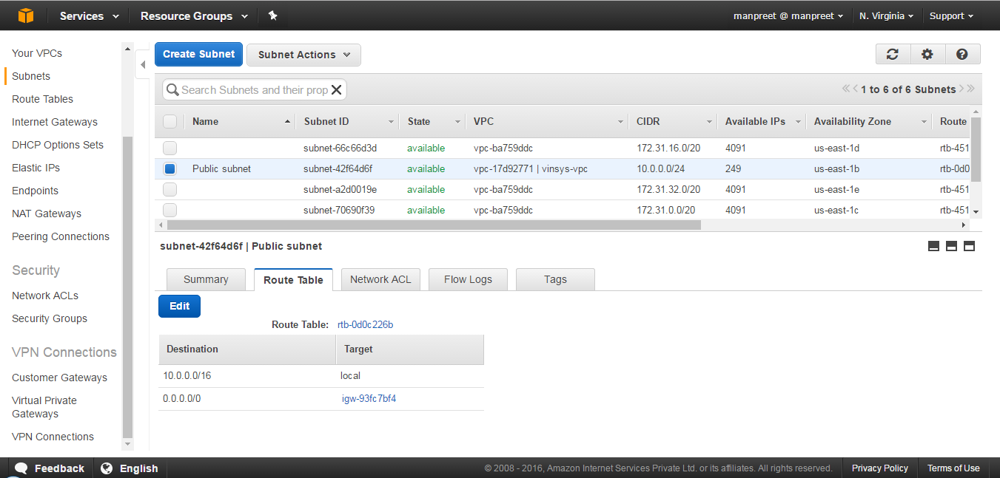 Services Resource Groups manpreet @ manpreet N. Virginia Support
Your VPCs
Subnets
Route Tables
Internet Gateways
DHCP Options Sets
Elastic IPs
Endpoints
NAT Gateways
Peering Connections
Security
Network ACLs
Security Groups
VPN Connections
Customer Gateways
Virtual Private
Gateways
VPN Connections
Create Subnet Subnet Actions
Search Subnets and their prop 1 to 6 of 6 Subnets
Name Subnet ID State VPC CIDR Available IPs Availability Zone Route
subnet-66c66d3d available vpc-ba759ddc 172.31.16.0/20 4091 us-east-1d rtb-451
Public subnet subnet-42f64d6f available vpc-17d92771 | vinsys-vpc 10.0.0.0/24 249 us-east-1b rtb-0d0
subnet-a2d0019e available vpc-ba759ddc 172.31.32.0/20 4091 us-east-1e rtb-451
subnet-70690f39 available vpc-ba759ddc 172.31.0.0/20 4091 us-east-1c rtb-451
subnet-42f64d6f | Public subnet
Summary Route Table Network ACL Flow Logs Tags
Edit
Route Table: rtb-0d0c226b
Destination Target
10.0.0.0/16 local
0.0.0.0/0 igw-93fc7bf4
Feedback English © 2008 - 2016, Amazon Internet Services Private Ltd. or its affiliates. All rights reserved. Privacy Policy Terms of Use